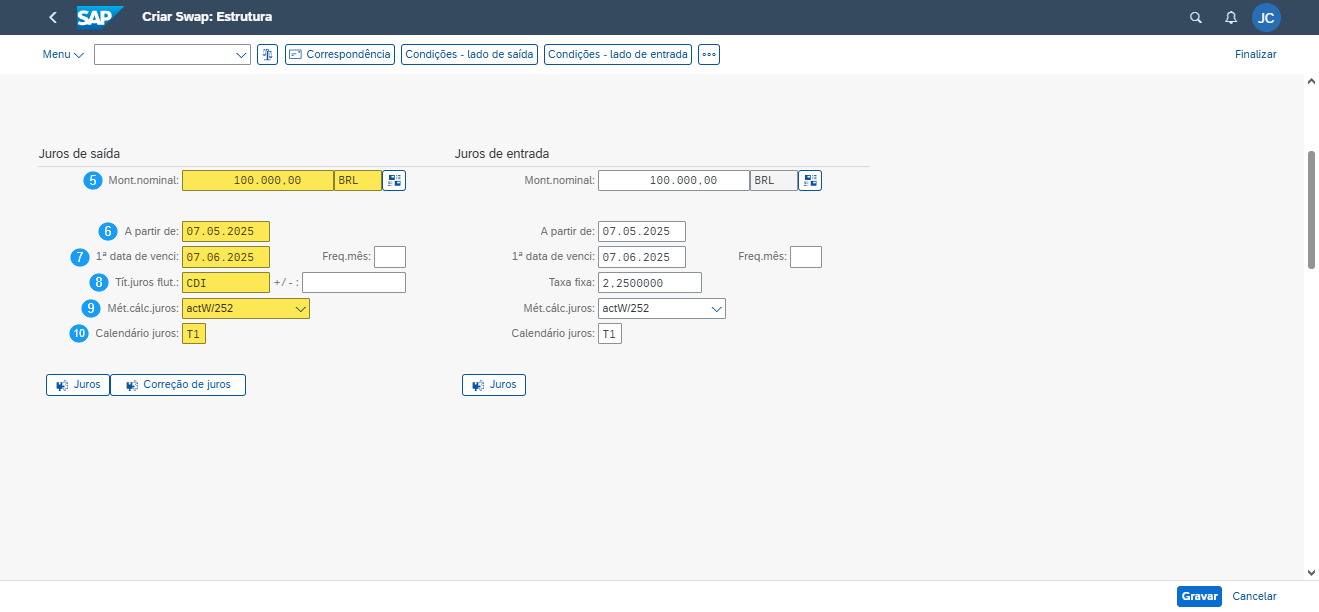 SAP Criar Swap: Estrutura JC
Menu Correspondência Condições - lado de saída Condições - lado de entrada Finalizar
Juros de saída Juros de entrada
5 Mont.nominal: 100.000,00 BRL Mont.nominal: 100.000,00 BRL
6 A partir de: 07.05.2025 A partir de: 07.05.2025
7 1ª data de venci: 07.06.2025 Freq.mês: 1ª data de venci: 07.06.2025 Freq.mês:
8 Tít.juros flut.: CDI +/-: Taxa fixa: 2,2500000
9 Mét.cálc.juros: actW/252 Mét.cálc.juros: actW/252
10 Calendário juros: T1 Calendário juros: T1
Juros Correção de juros Juros
Gravar Cancelar